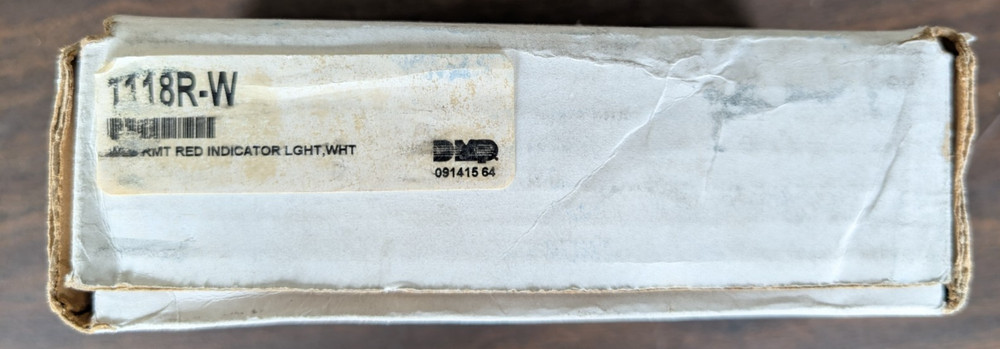 1118R-W
RMT RED INDICATOR LGHT,WHT
DMP
091415 64